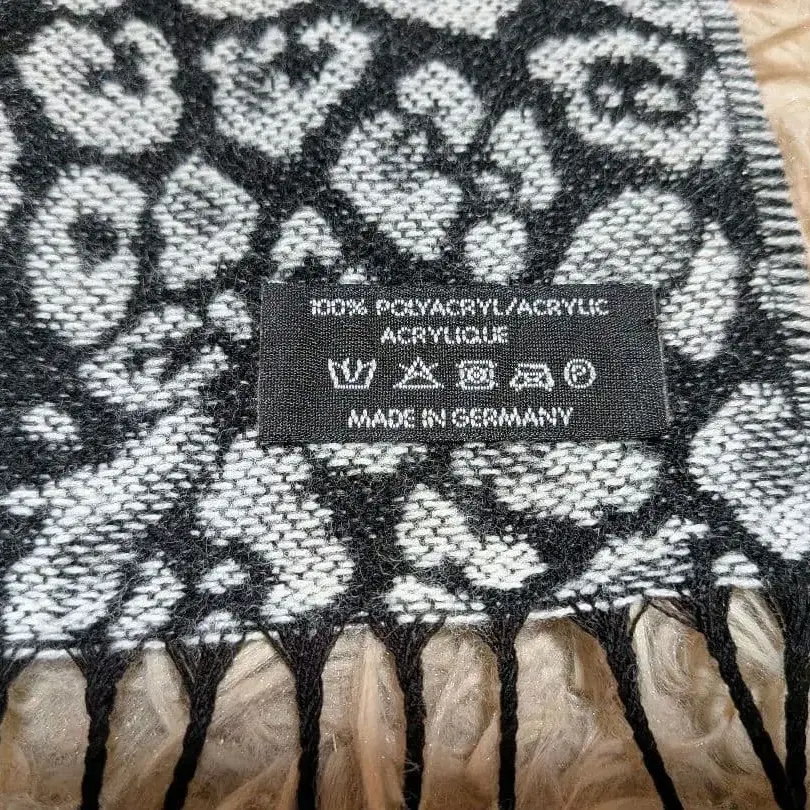 100% POLYACRYL/ACRYLIC
ACRYLIQUE
P
MADE IN GERMANY